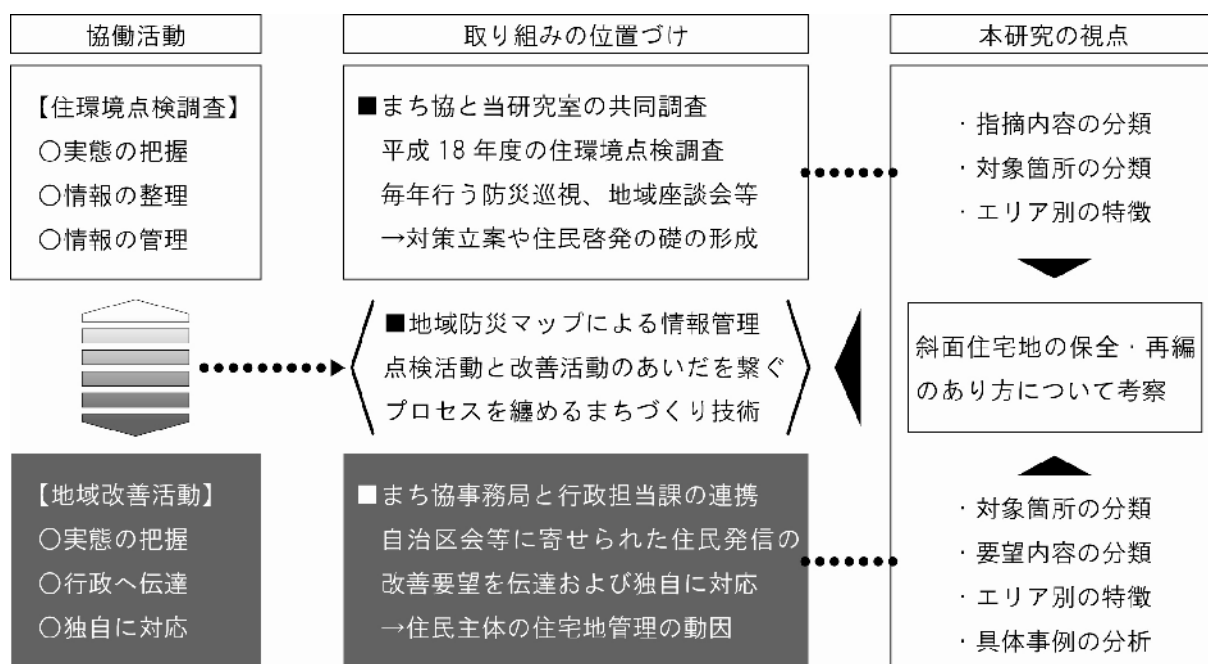 協働活動
【住環境点検調査】
○実態の把握
○情報の整理
○情報の管理
【地域改善活動】
○実態の把握
○行政へ伝達
○独自に対応
取り組みの位置づけ
■まち協と当研究室の共同調査
平成18年度の住環境点検調査
毎年行う防災巡視、地域座談会等
→対策立案や住民啓発の礎の形成
■地域防災マップによる情報管理
点検活動と改善活動のあいだを繋ぐ
プロセスを纏めるまちづくり技術
■まち協事務局と行政担当課の連携
自治区会等に寄せられた住民発信の
改善要望を伝達および独自に対応
→住民主体の住宅地管理の動因
本研究の視点
・指摘内容の分類
・対象箇所の分類
・エリア別の特徴
斜面住宅地の保全・再編
のあり方について考察
・対象箇所の分類
・要望内容の分類
・エリア別の特徴
・具体事例の分析